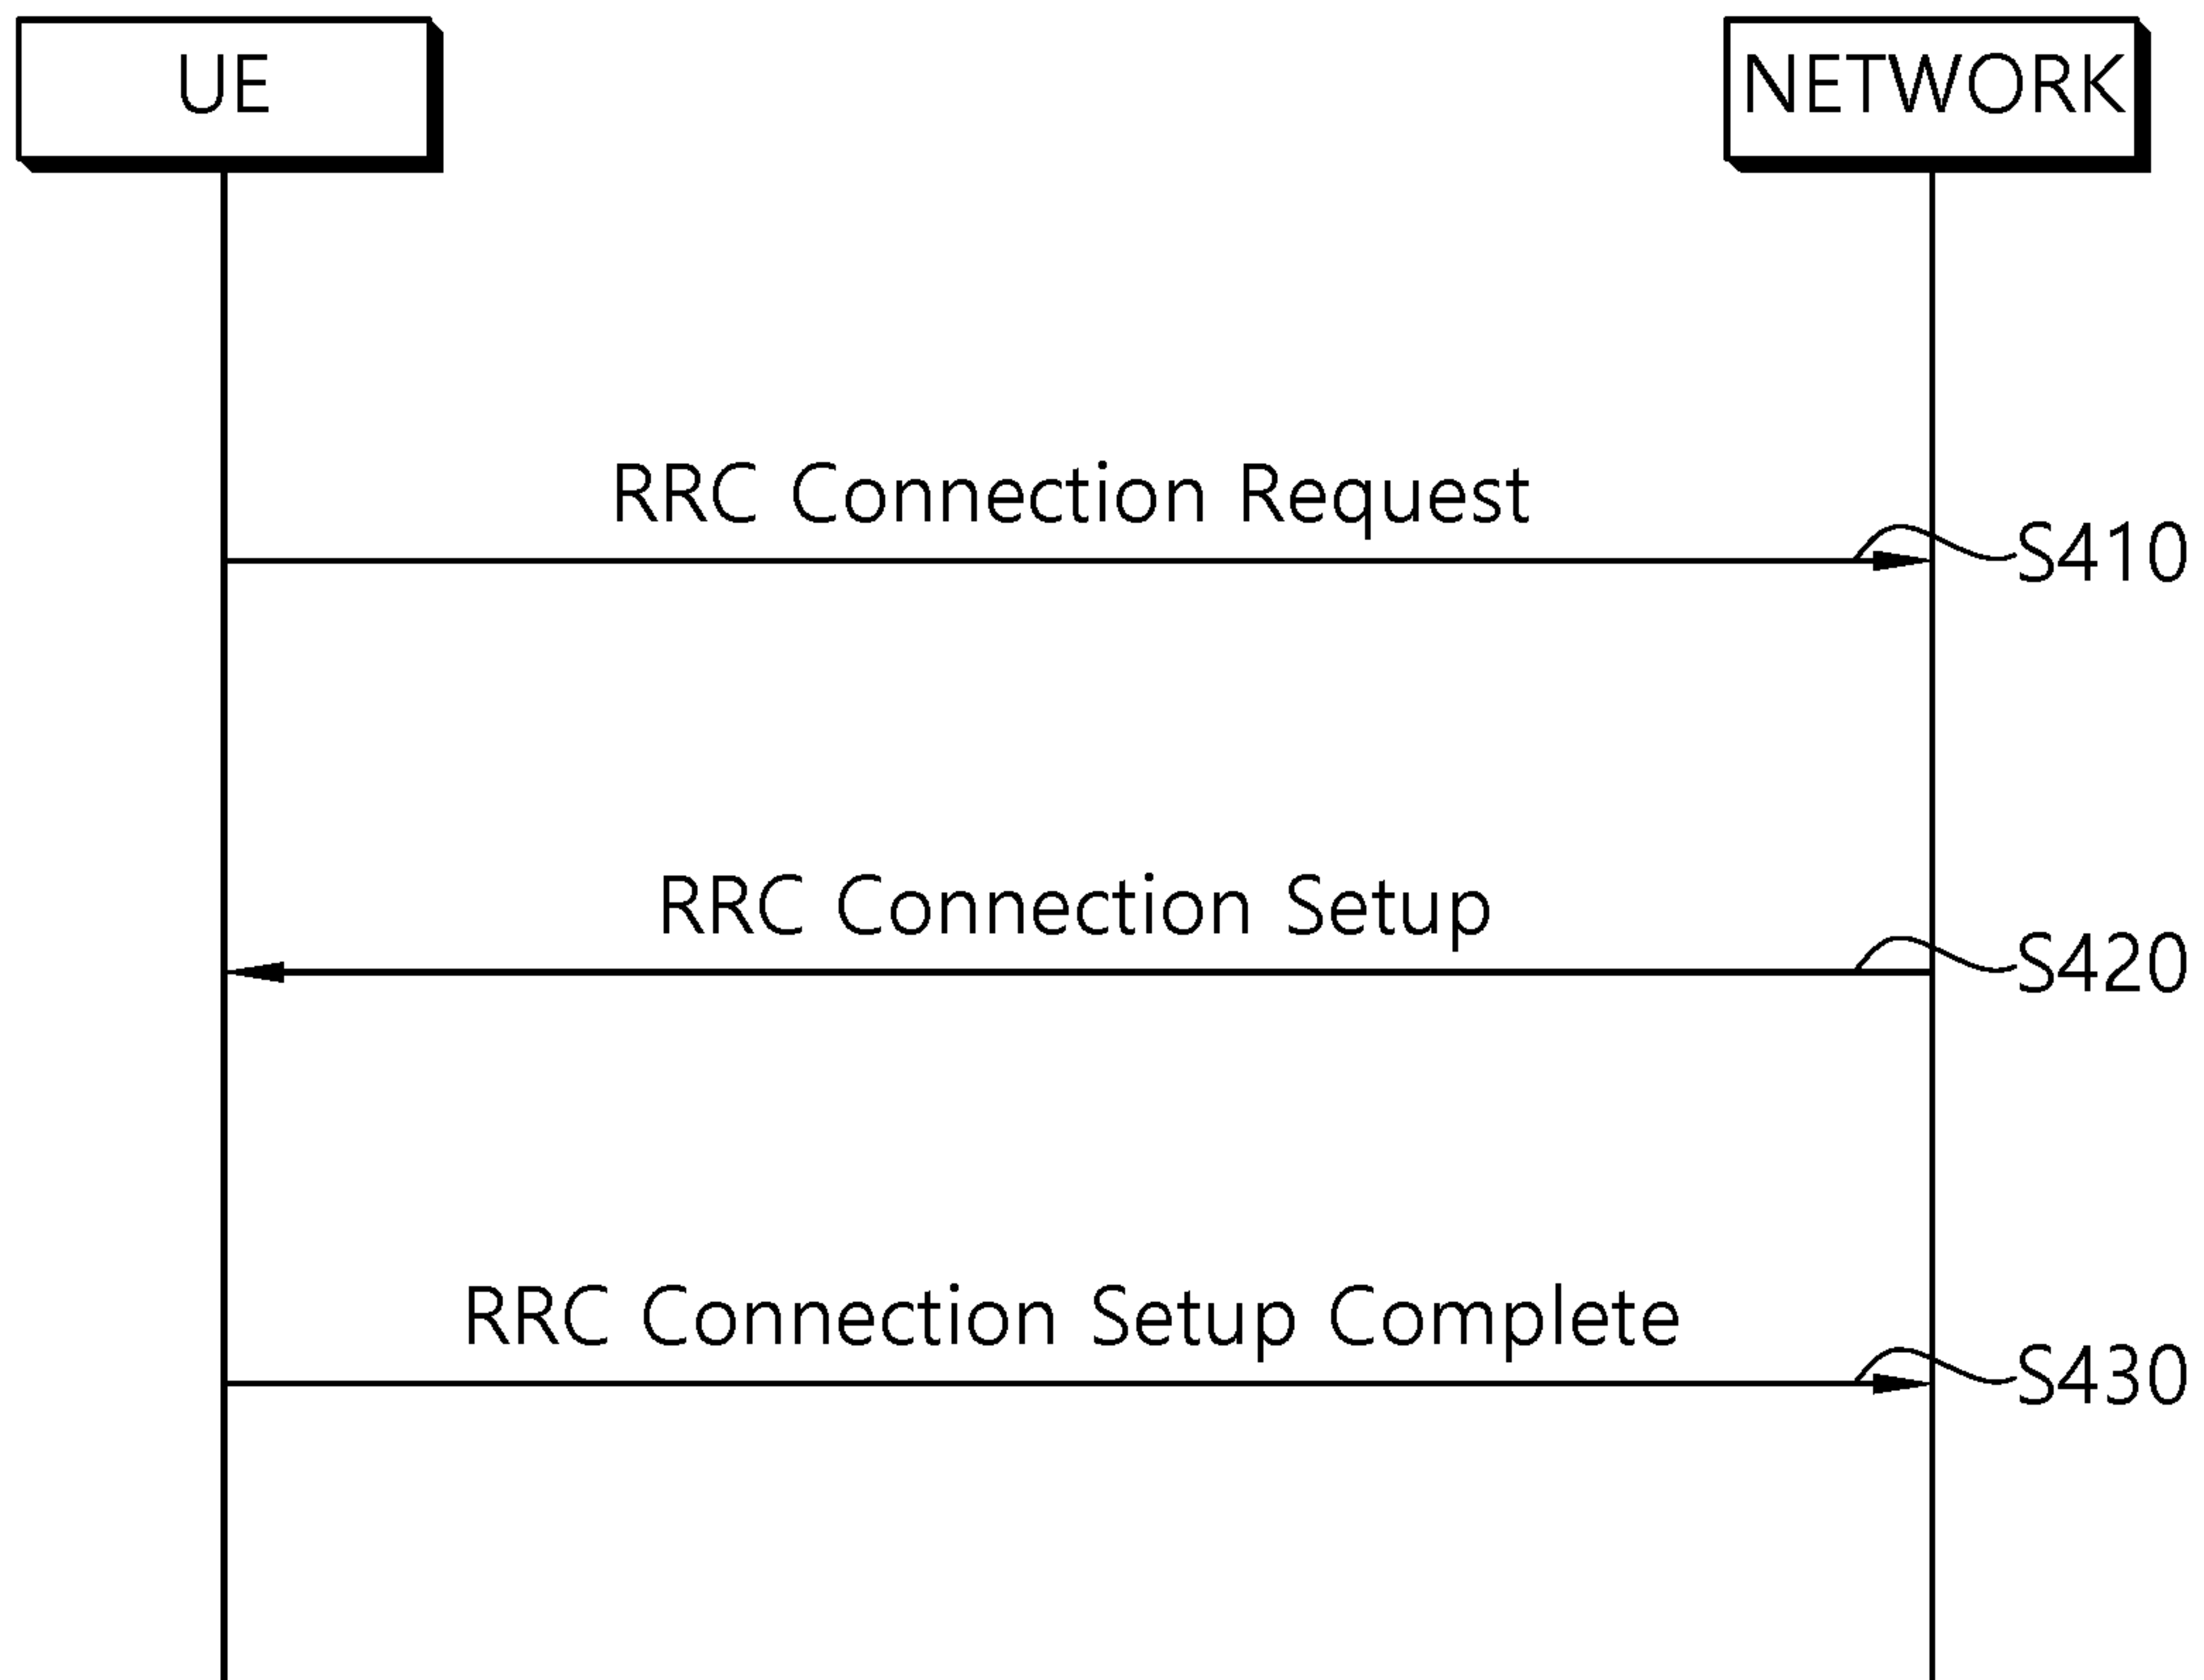 UE
NETWORK
RRC Connection Request
S410
RRC Connection Setup
S420
RRC Connection Setup Complete
S430